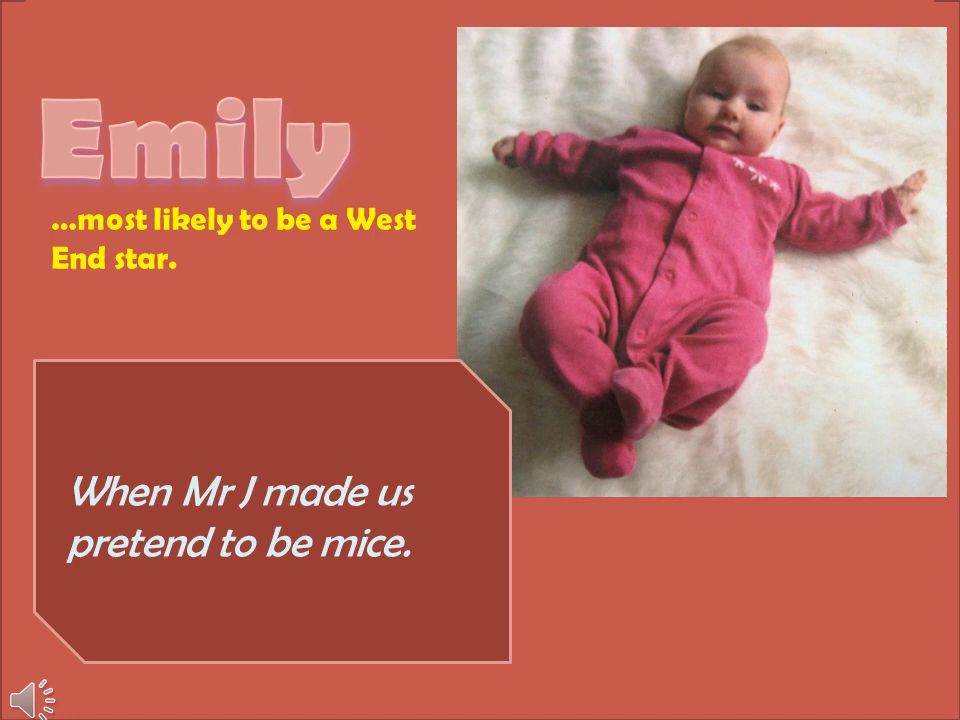 Emily
...most likely to be a West
End star.
When Mr J made us
pretend to be mice.